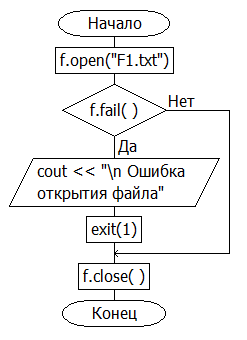 Начало
f.open("F1.txt")
f.fail( )
Нет
Да
cout << "\n Ошибка
открытия файла"
exit(1)
f.close( )
Конец